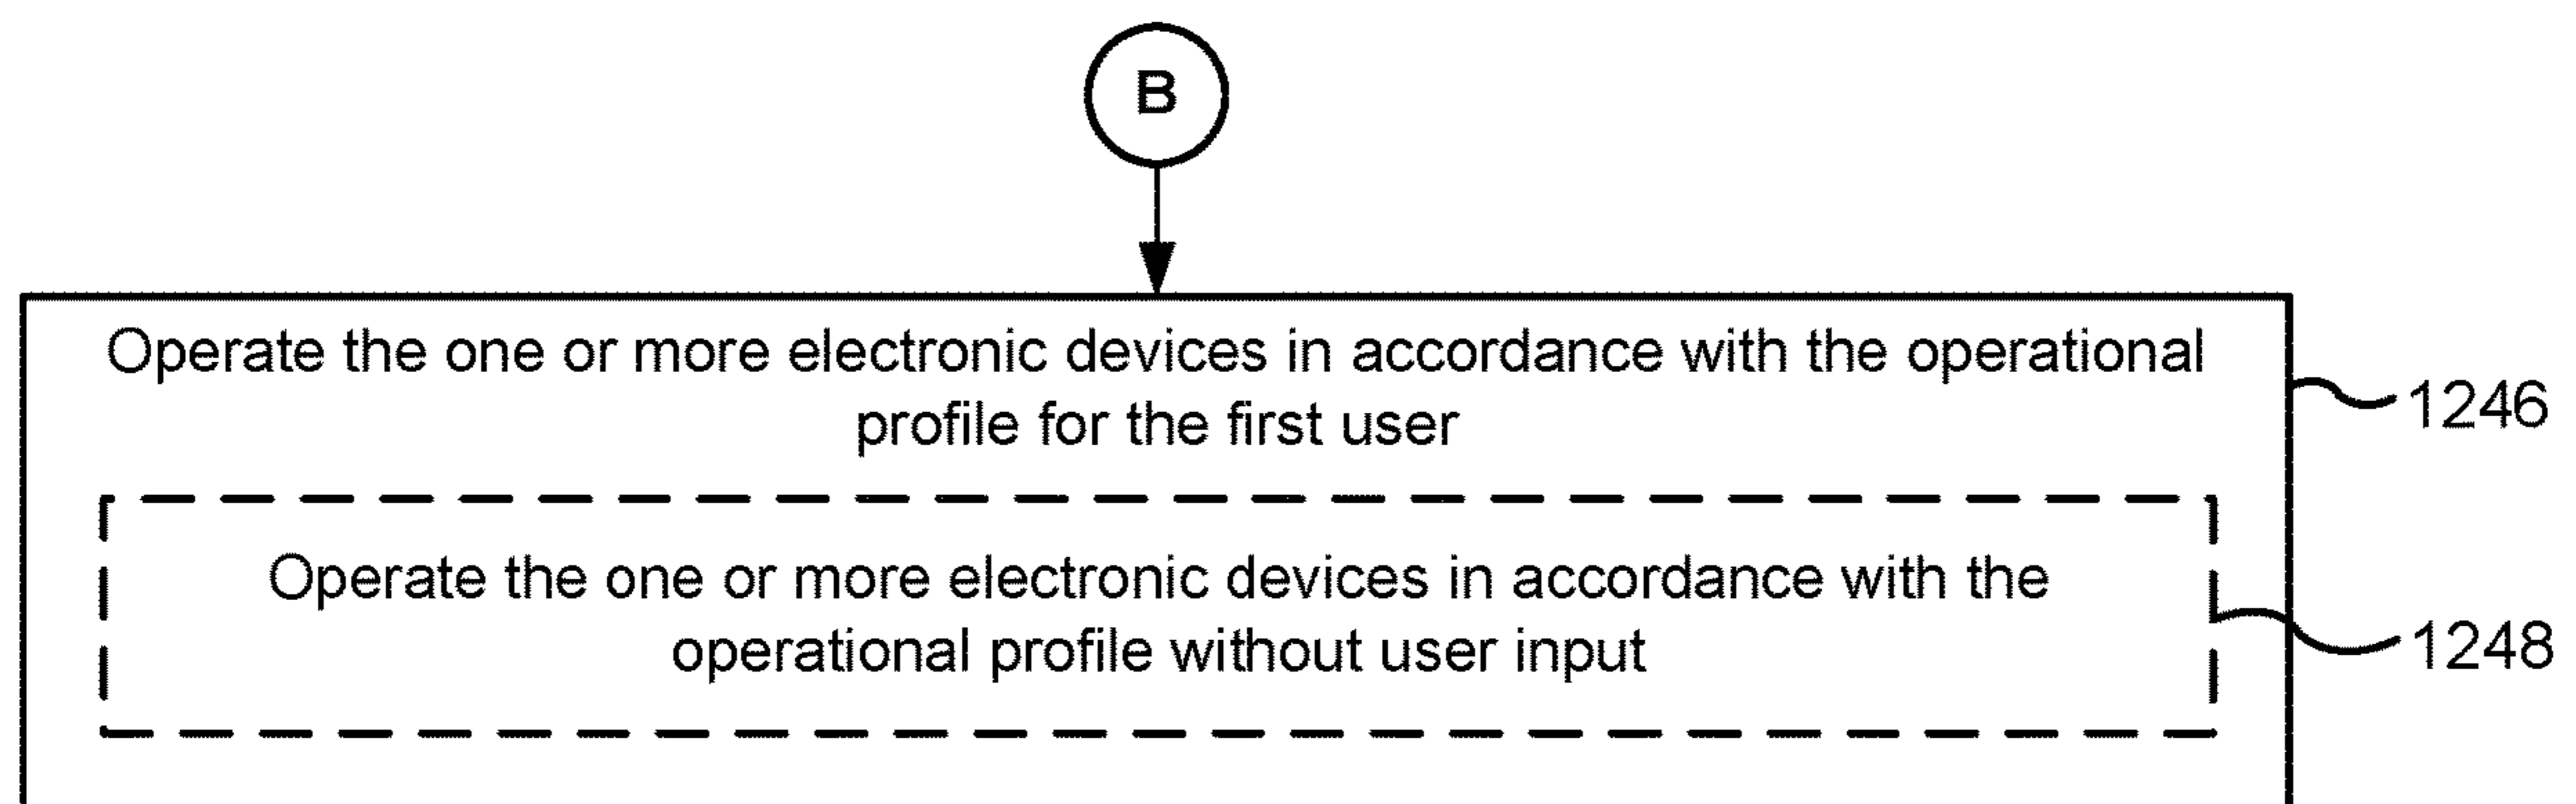 B
Operate the one or more electronic devices in accordance with the operational
profile for the first user
1246
Operate the one or more electronic devices in accordance with the
operational profile without user input
1248